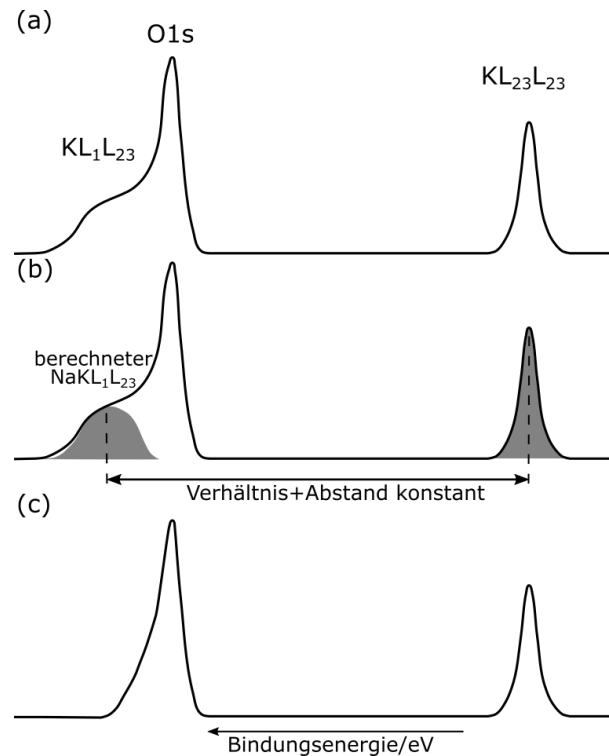 (a)
O1s
KL₁L₂₃
KL₂₃L₂₃
(b)
berechneter
NaKL₁L₂₃
Verhältnis+Abstand konstant
(c)
Bindungsenergie/eV